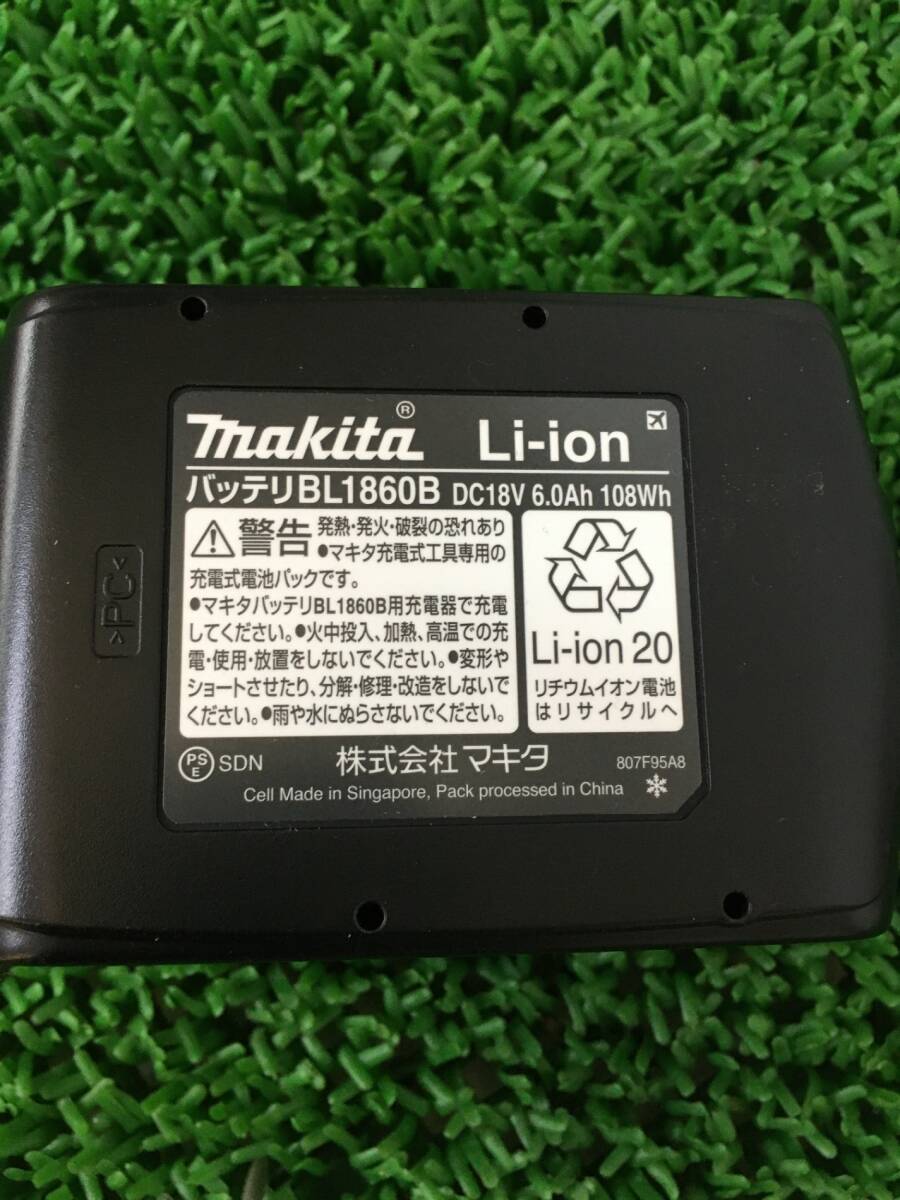 makita® Li-ion
バッテリBL1860B DC18V 6.0Ah 108Wh
警告 発熱・発火・破裂の恐れあり
●マキタ充電式工具専用の
充電式電池パックです。
●マキタバッテリBL1860B用充電器で充電
してください。●火中投入、加熱、高温での充
電・使用・放置をしないでください。●変形や
ショートさせたり、分解・修理・改造をしないで
ください。●雨や水にぬらさないでください。
Li-ion 20
リチウムイオン電池
はリサイクルへ
>PC<
PSE SDN 株式会社マキタ 807F95A8
Cell Made in Singapore, Pack processed in China